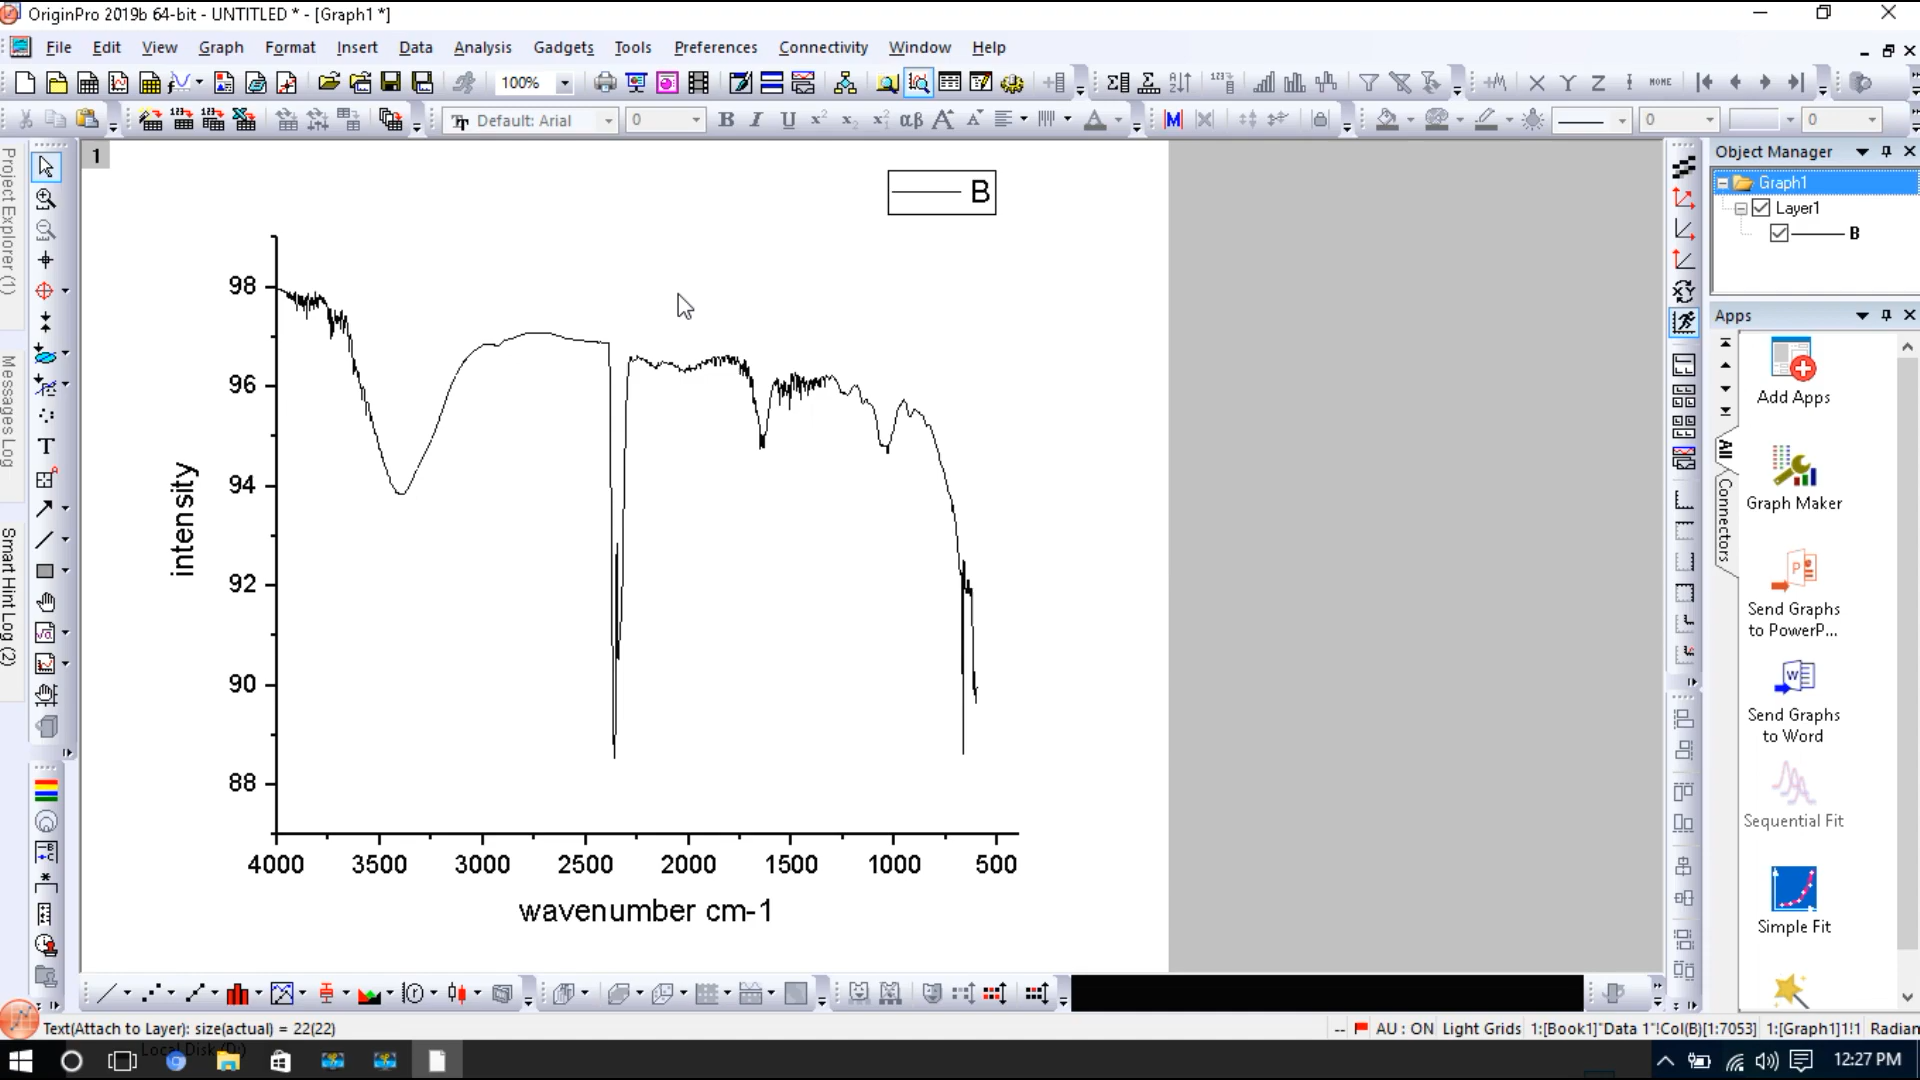 OriginPro 2019b 64-bit - UNTITLED * - [Graph1 *]
File Edit View Graph Format Insert Data Analysis Gadgets Tools Preferences Connectivity Window Help
100%
HOME
Default: Arial 0 B I U
0 0
Project Explorer (1)
Messages Log
Smart Hint Log (2)
1
B
98
96
94
92
90
88
intensity
4000 3500 3000 2500 2000 1500 1000 500
wavenumber cm-1
Object Manager
Graph1
Layer1
B
Apps
All
Connectors
Add Apps
Graph Maker
Send Graphs
to PowerP...
Send Graphs
to Word
Sequential Fit
Simple Fit
Text(Attach to Layer): size(actual) = 22(22)
-- AU : ON Light Grids 1:[Book1]"Data 1"!Col(B)[1:7053] 1:[Graph1]1!1 Radian
Local Disk (D:)
12:27 PM